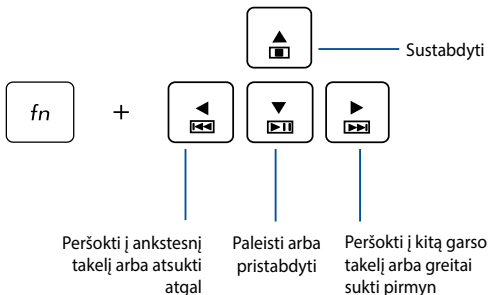 Sustabdyti
fn +
Peršokti į ankstesnį
takelį arba atsukti
atgal
Paleisti arba
pristabdyti
Peršokti į kitą garso
takelį arba greitai
sukti pirmyn